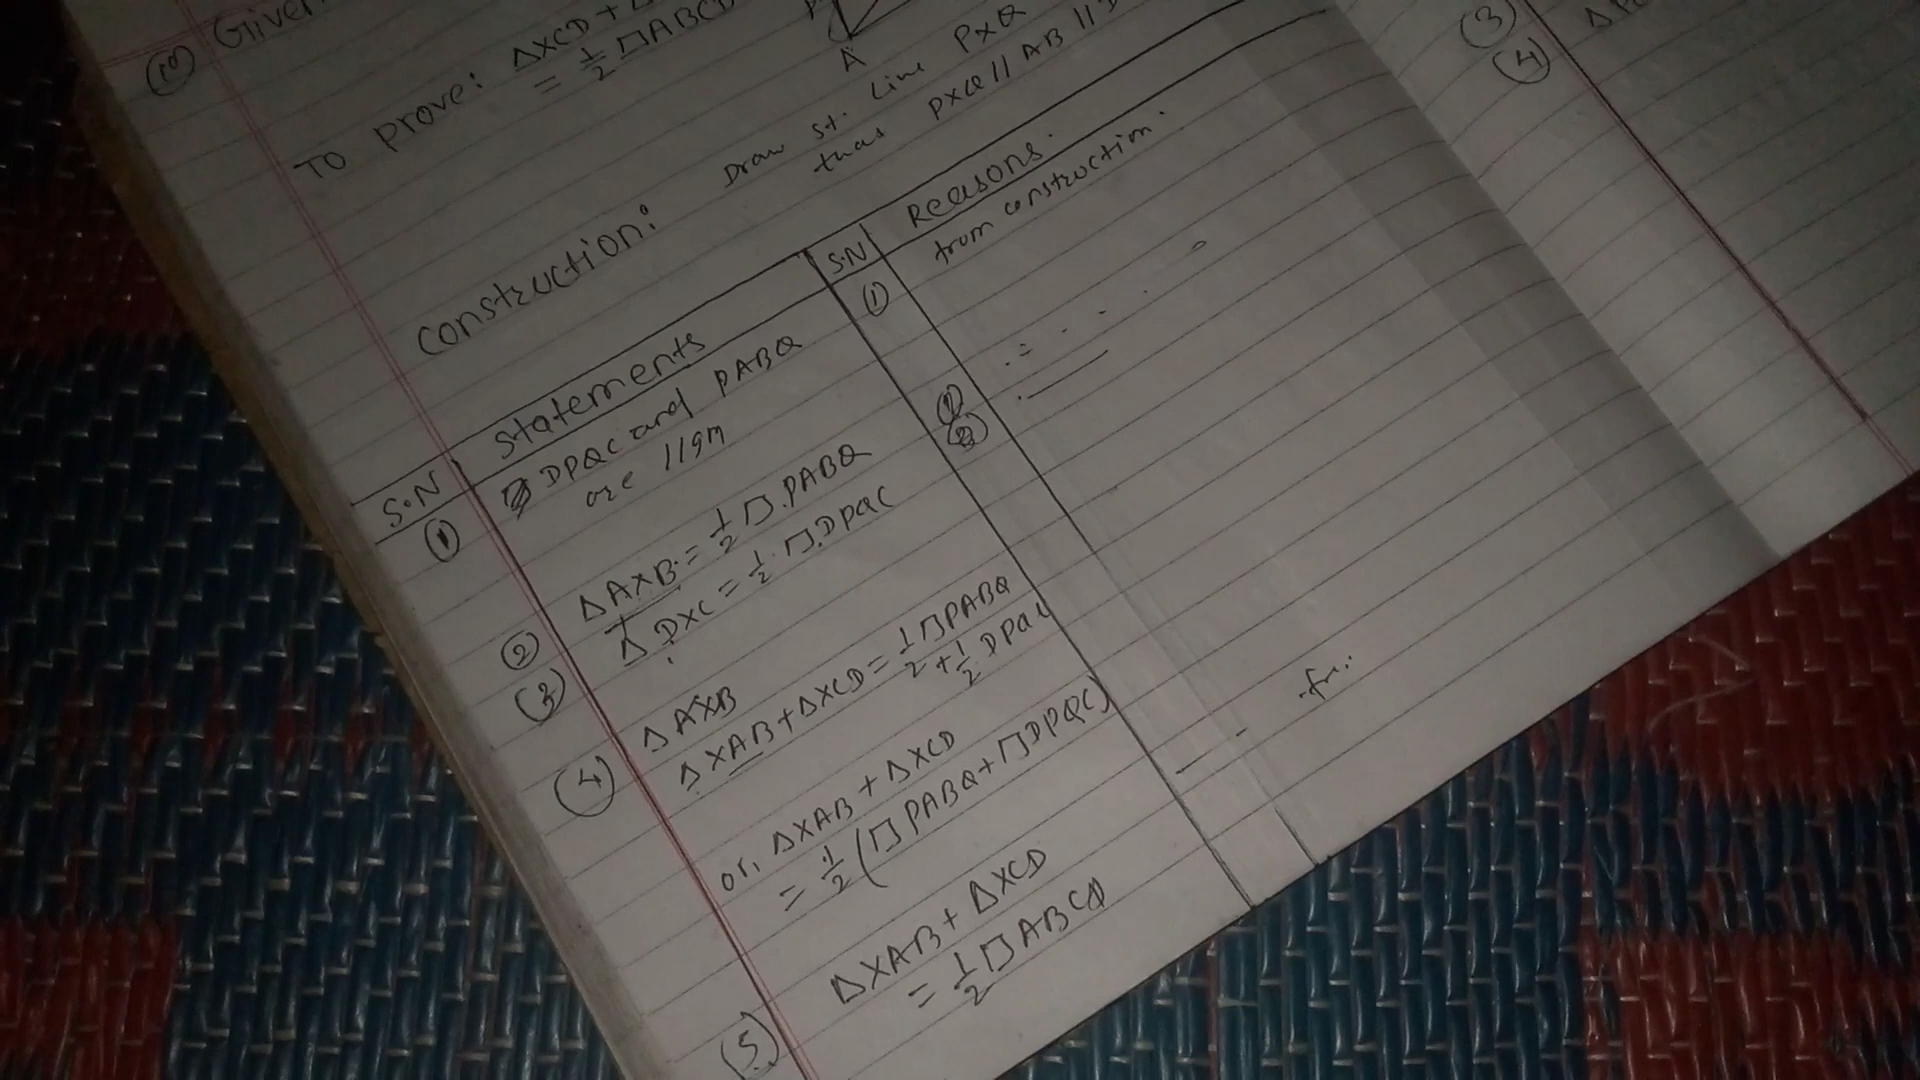 (10) Given
TO prove: ΔXCD + Δ
= 1/2 ▱ABCD
A
Construction: Draw st. Line PXQ
that PXQ // AB //
S.N Statements S.N Reasons.
(1) DPQC and PABQ (1) from construction.
are //gm
(2) ΔAXB = 1/2 ▱.PABQ (1)
(3) ΔDXC = 1/2 ▱.DPQC (2)
ΔAXB
(4) ΔXAB + ΔXCD = 1/2 ▱PABQ
+ 1/2 DPQC
or, ΔXAB + ΔXCD
= 1/2 (▱PABQ + ▱DPQC)
(5) ΔXAB + ΔXCD
= 1/2 ▱ABCD
(3)
(4)